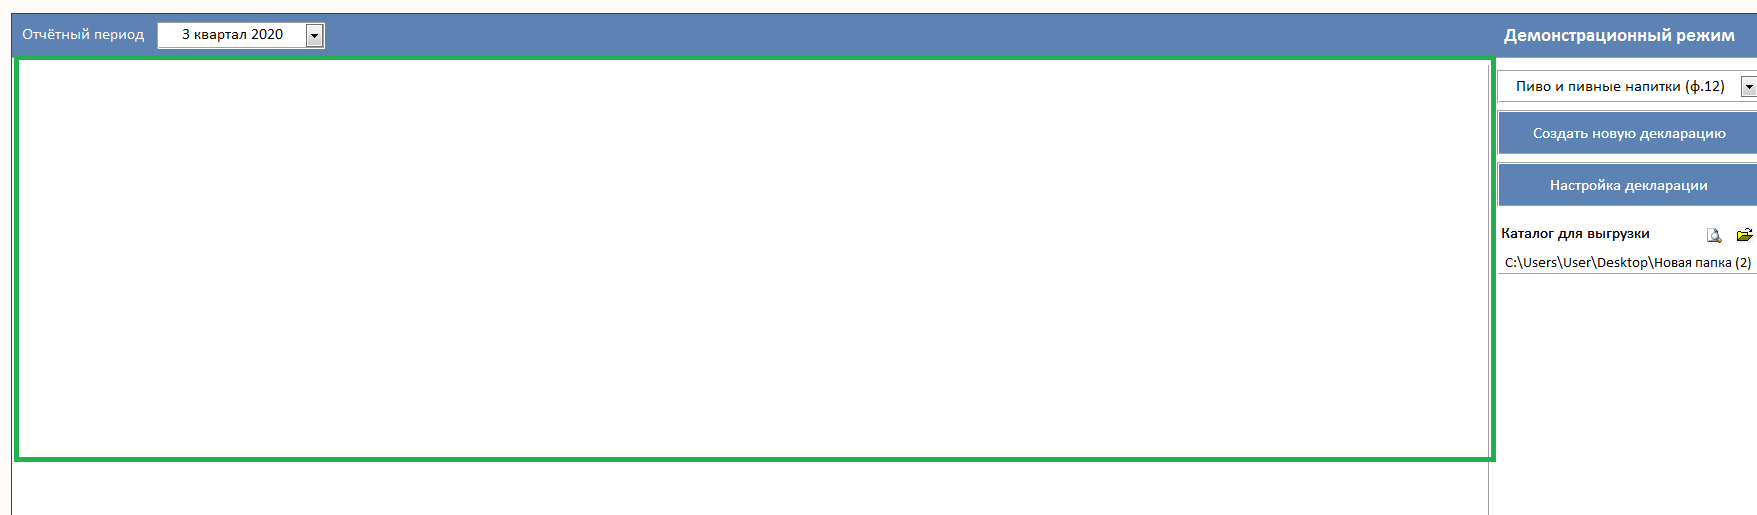 Отчётный период 3 квартал 2020 Демонстрационный режим
Пиво и пивные напитки (ф.12)
Создать новую декларацию
Настройка декларации
Каталог для выгрузки
C:\Users\User\Desktop\Новая папка (2)